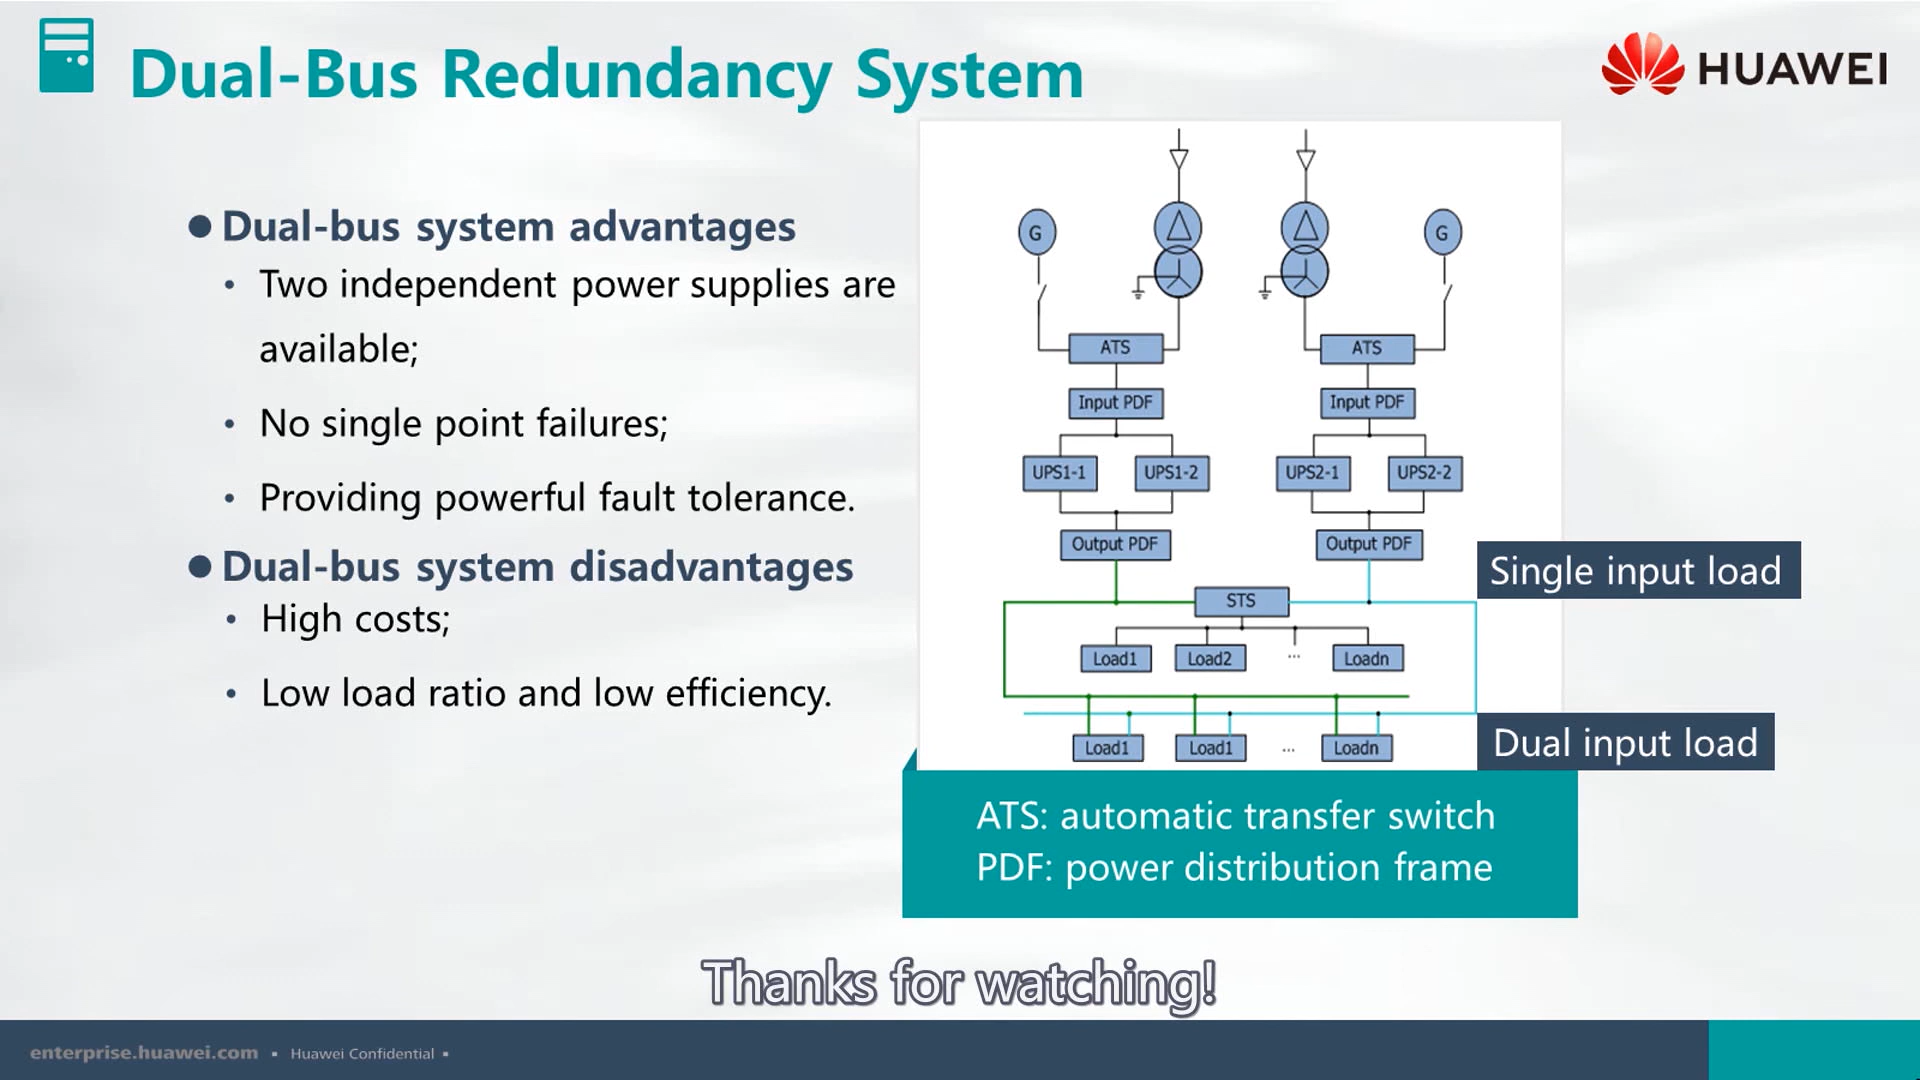 Dual-Bus Redundancy System
HUAWEI
● Dual-bus system advantages
• Two independent power supplies are
available;
• No single point failures;
• Providing powerful fault tolerance.
● Dual-bus system disadvantages
• High costs;
• Low load ratio and low efficiency.
G G
ATS ATS
Input PDF Input PDF
UPS1-1 UPS1-2 UPS2-1 UPS2-2
Output PDF Output PDF
Single input load
STS
Load1 Load2 ... Loadn
Dual input load
Load1 Load1 ... Loadn
ATS: automatic transfer switch
PDF: power distribution frame
Thanks for watching!
enterprise.huawei.com ▪ Huawei Confidential ▪